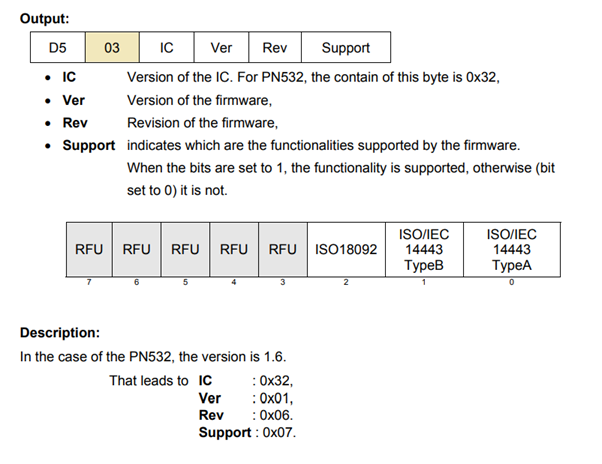 Output:
D5 03 IC Ver Rev Support
• IC Version of the IC. For PN532, the contain of this byte is 0x32,
• Ver Version of the firmware,
• Rev Revision of the firmware,
• Support indicates which are the functionalities supported by the firmware.
When the bits are set to 1, the functionality is supported, otherwise (bit
set to 0) it is not.
RFU RFU RFU RFU RFU ISO18092 ISO/IEC 14443 TypeB ISO/IEC 14443 TypeA
7 6 5 4 3 2 1 0
Description:
In the case of the PN532, the version is 1.6.
That leads to IC : 0x32,
Ver : 0x01,
Rev : 0x06.
Support : 0x07.